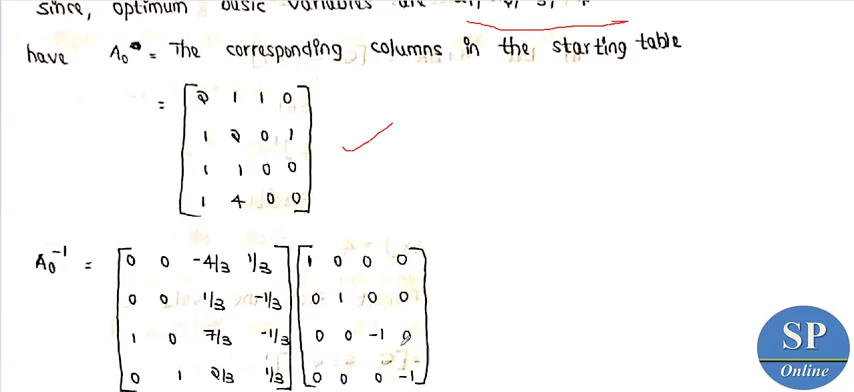 since, optimum basic variables are
have A₀ = The corresponding columns in the starting table
= [ 2 1 1 0
1 2 0 1
1 1 0 0
1 4 0 0 ]
A₀⁻¹ = [ 0 0 -4/3 1/3 ] [ 1 0 0 0 ]
0 0 1/3 -1/3 0 1 0 0
1 0 7/3 -1/3 0 0 -1 0
0 1 2/3 1/3 0 0 0 -1
SP
Online